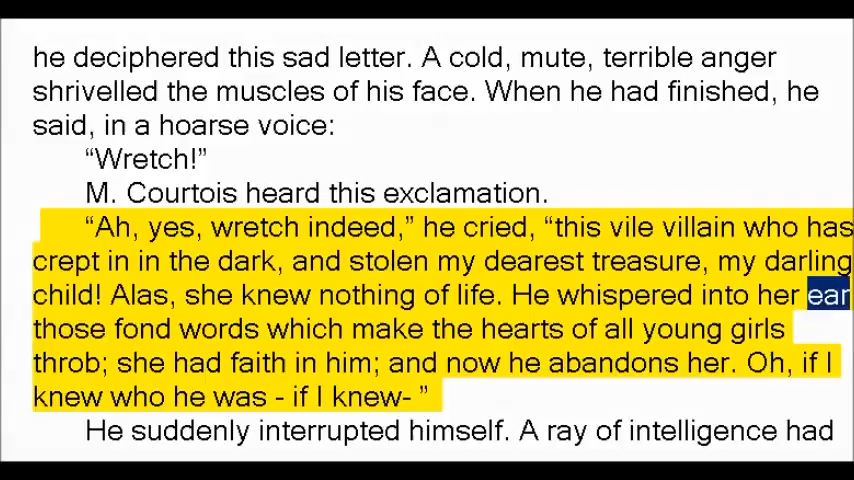 he deciphered this sad letter. A cold, mute, terrible anger
shrivelled the muscles of his face. When he had finished, he
said, in a hoarse voice:
“Wretch!”
M. Courtois heard this exclamation.
“Ah, yes, wretch indeed,” he cried, “this vile villain who has
crept in in the dark, and stolen my dearest treasure, my darling
child! Alas, she knew nothing of life. He whispered into her ear
those fond words which make the hearts of all young girls
throb; she had faith in him; and now he abandons her. Oh, if I
knew who he was - if I knew- ”
He suddenly interrupted himself. A ray of intelligence had